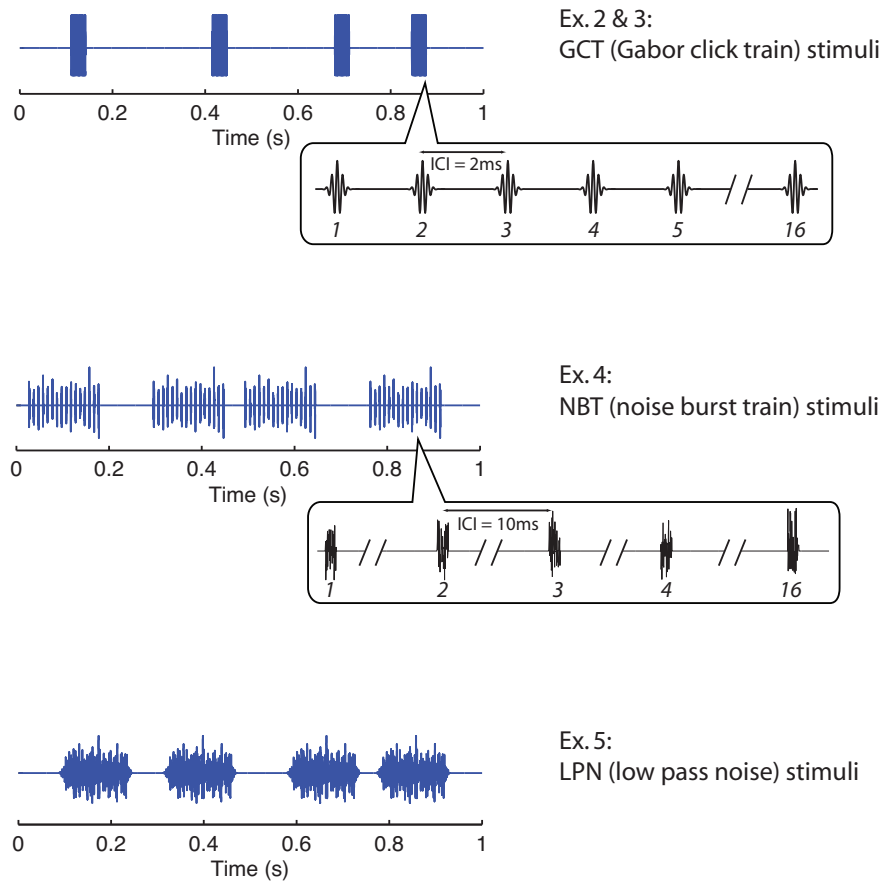 Ex. 2 & 3:
GCT (Gabor click train) stimuli
0 0.2 0.4 0.6 0.8 1
Time (s)
ICI = 2ms
1 2 3 4 5 16
Ex. 4:
NBT (noise burst train) stimuli
0 0.2 0.4 0.6 0.8 1
Time (s)
ICI = 10ms
1 2 3 4 16
Ex. 5:
LPN (low pass noise) stimuli
0 0.2 0.4 0.6 0.8 1
Time (s)